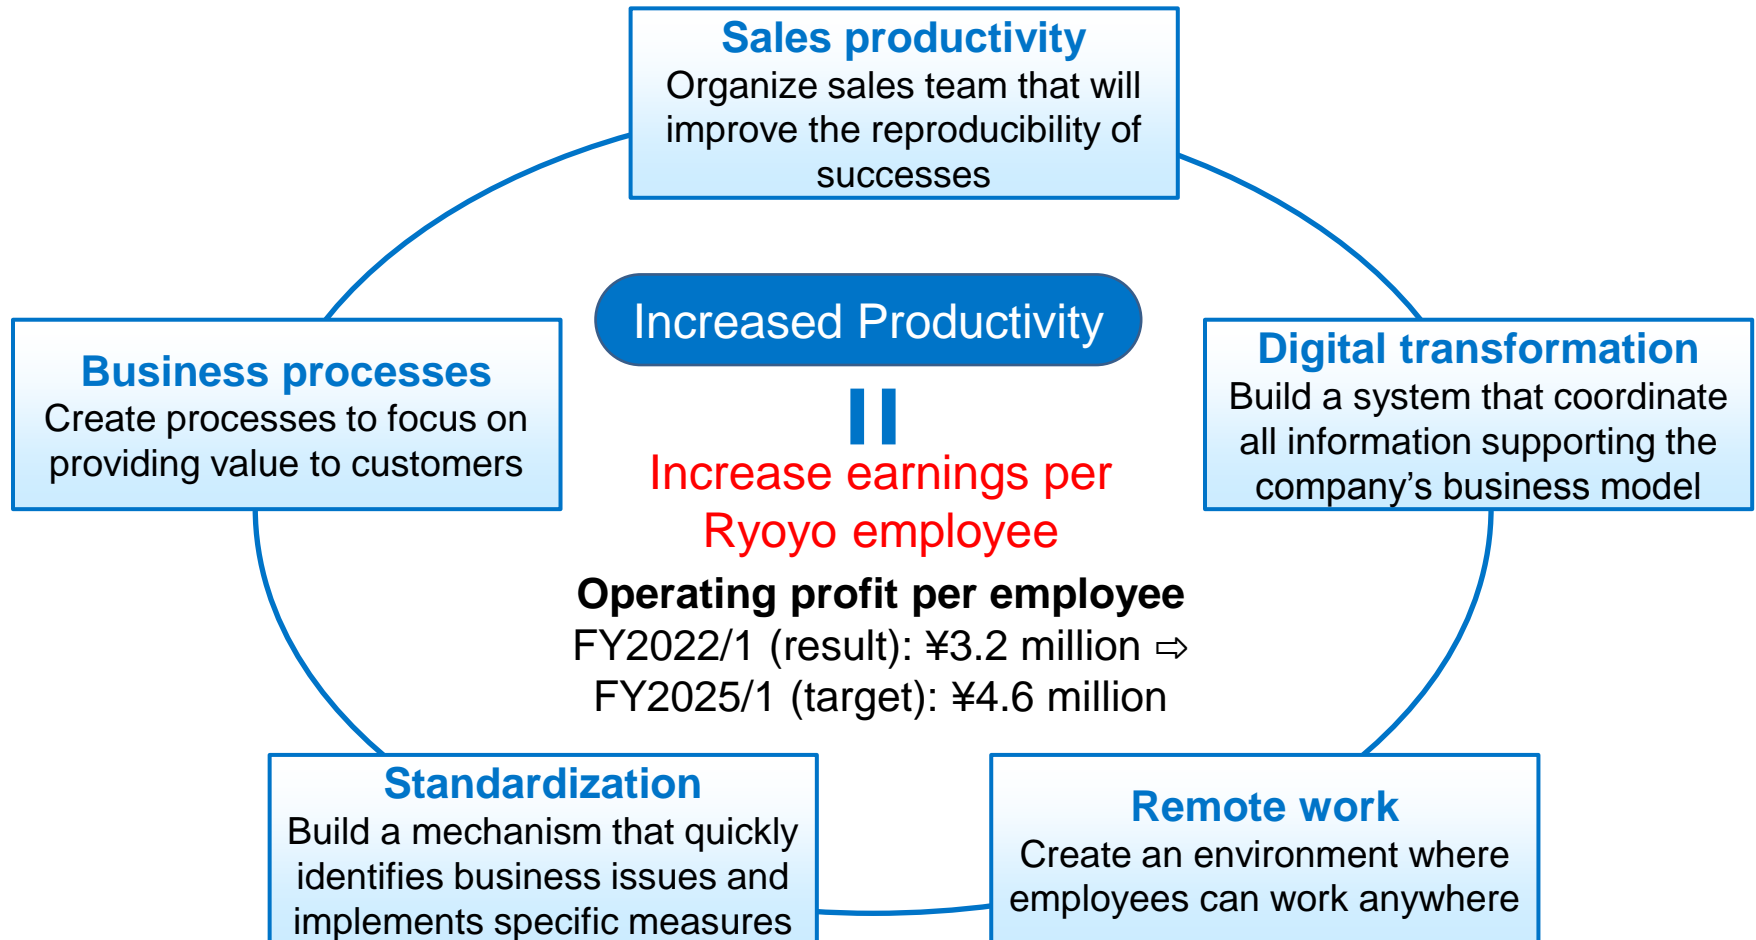 Sales productivity
Organize sales team that will
improve the reproducibility of
successes
Increased Productivity
Business processes
Create processes to focus on
providing value to customers
Digital transformation
Build a system that coordinate
all information supporting the
company’s business model
Increase earnings per
Ryoyo employee
Operating profit per employee
FY2022/1 (result): ¥3.2 million ⇨
FY2025/1 (target): ¥4.6 million
Standardization
Build a mechanism that quickly
identifies business issues and
implements specific measures
Remote work
Create an environment where
employees can work anywhere